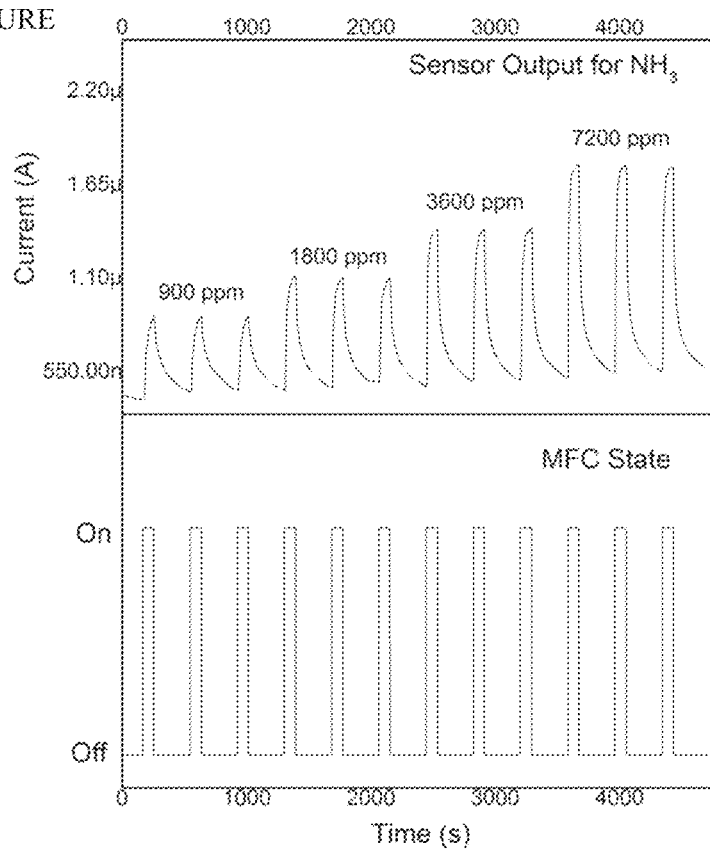 URE
0 1000 2000 3000 4000
Sensor Output for NH₃
2.20µ
7200 ppm
1.65µ
3600 ppm
1800 ppm
1.10µ
900 ppm
550.00n
Current (A)
MFC State
On
Off
0 1000 2000 3000 4000
Time (s)